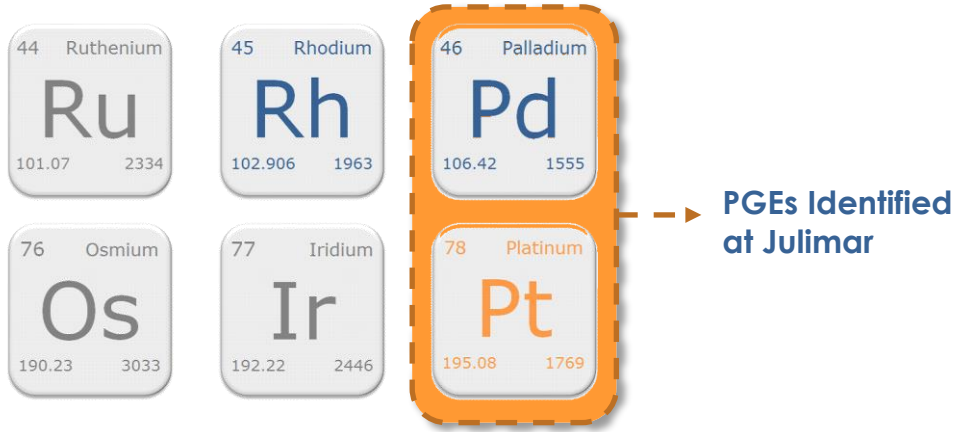 44 Ruthenium
Ru
101.07 2334
45 Rhodium
Rh
102.906 1963
46 Palladium
Pd
106.42 1555
PGEs Identified
at Julimar
76 Osmium
Os
190.23 3033
77 Iridium
Ir
192.22 2446
78 Platinum
Pt
195.08 1769